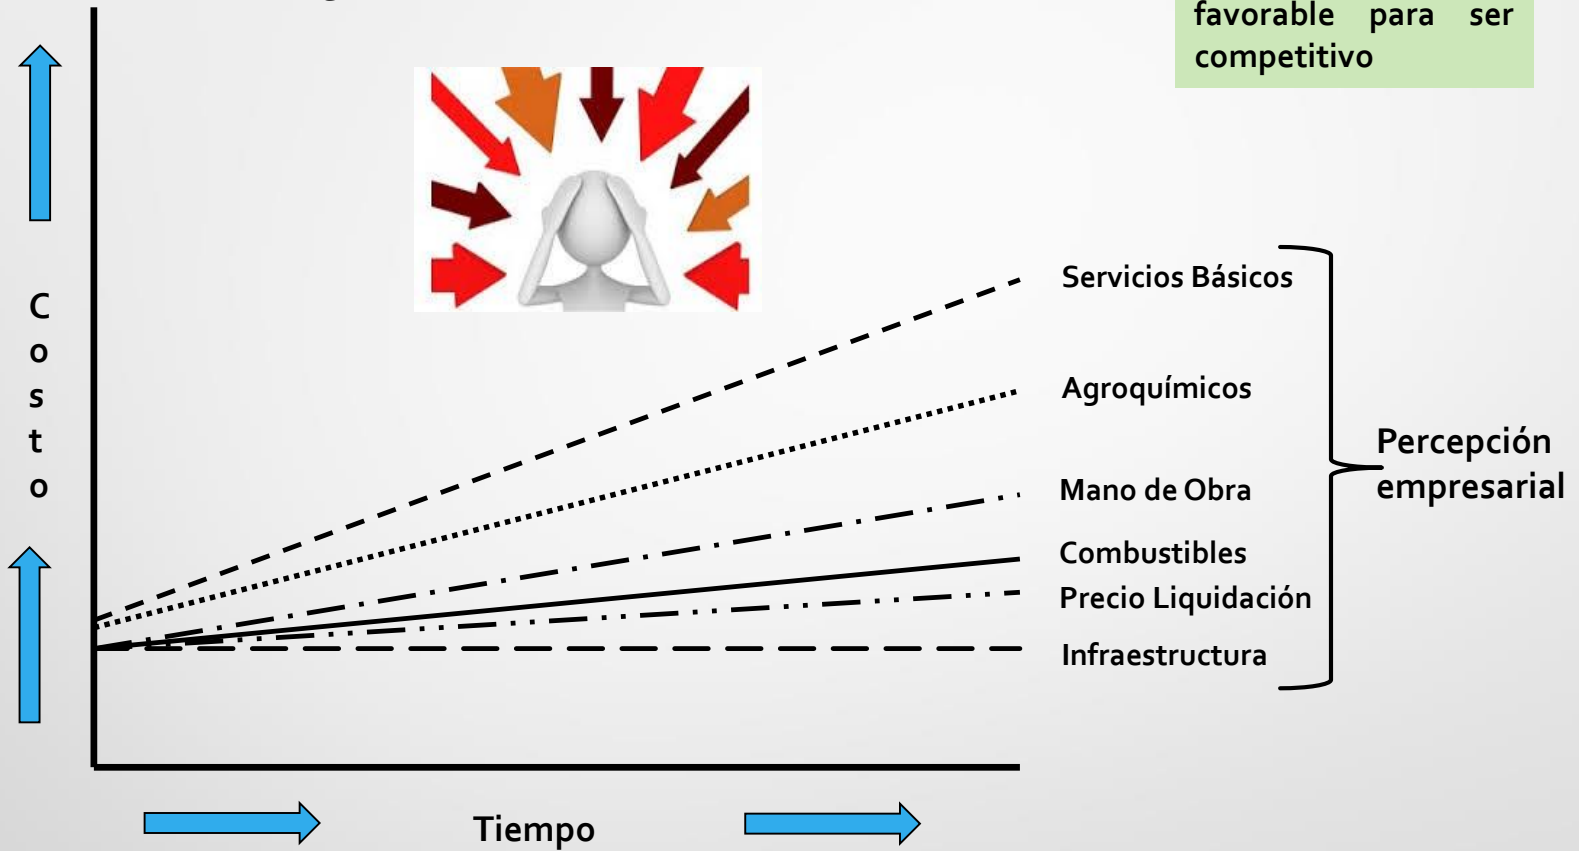 favorable para ser
competitivo
C
o
s
t
o
Servicios Básicos
Agroquímicos
Mano de Obra
Combustibles
Precio Liquidación
Infraestructura
Percepción
empresarial
Tiempo